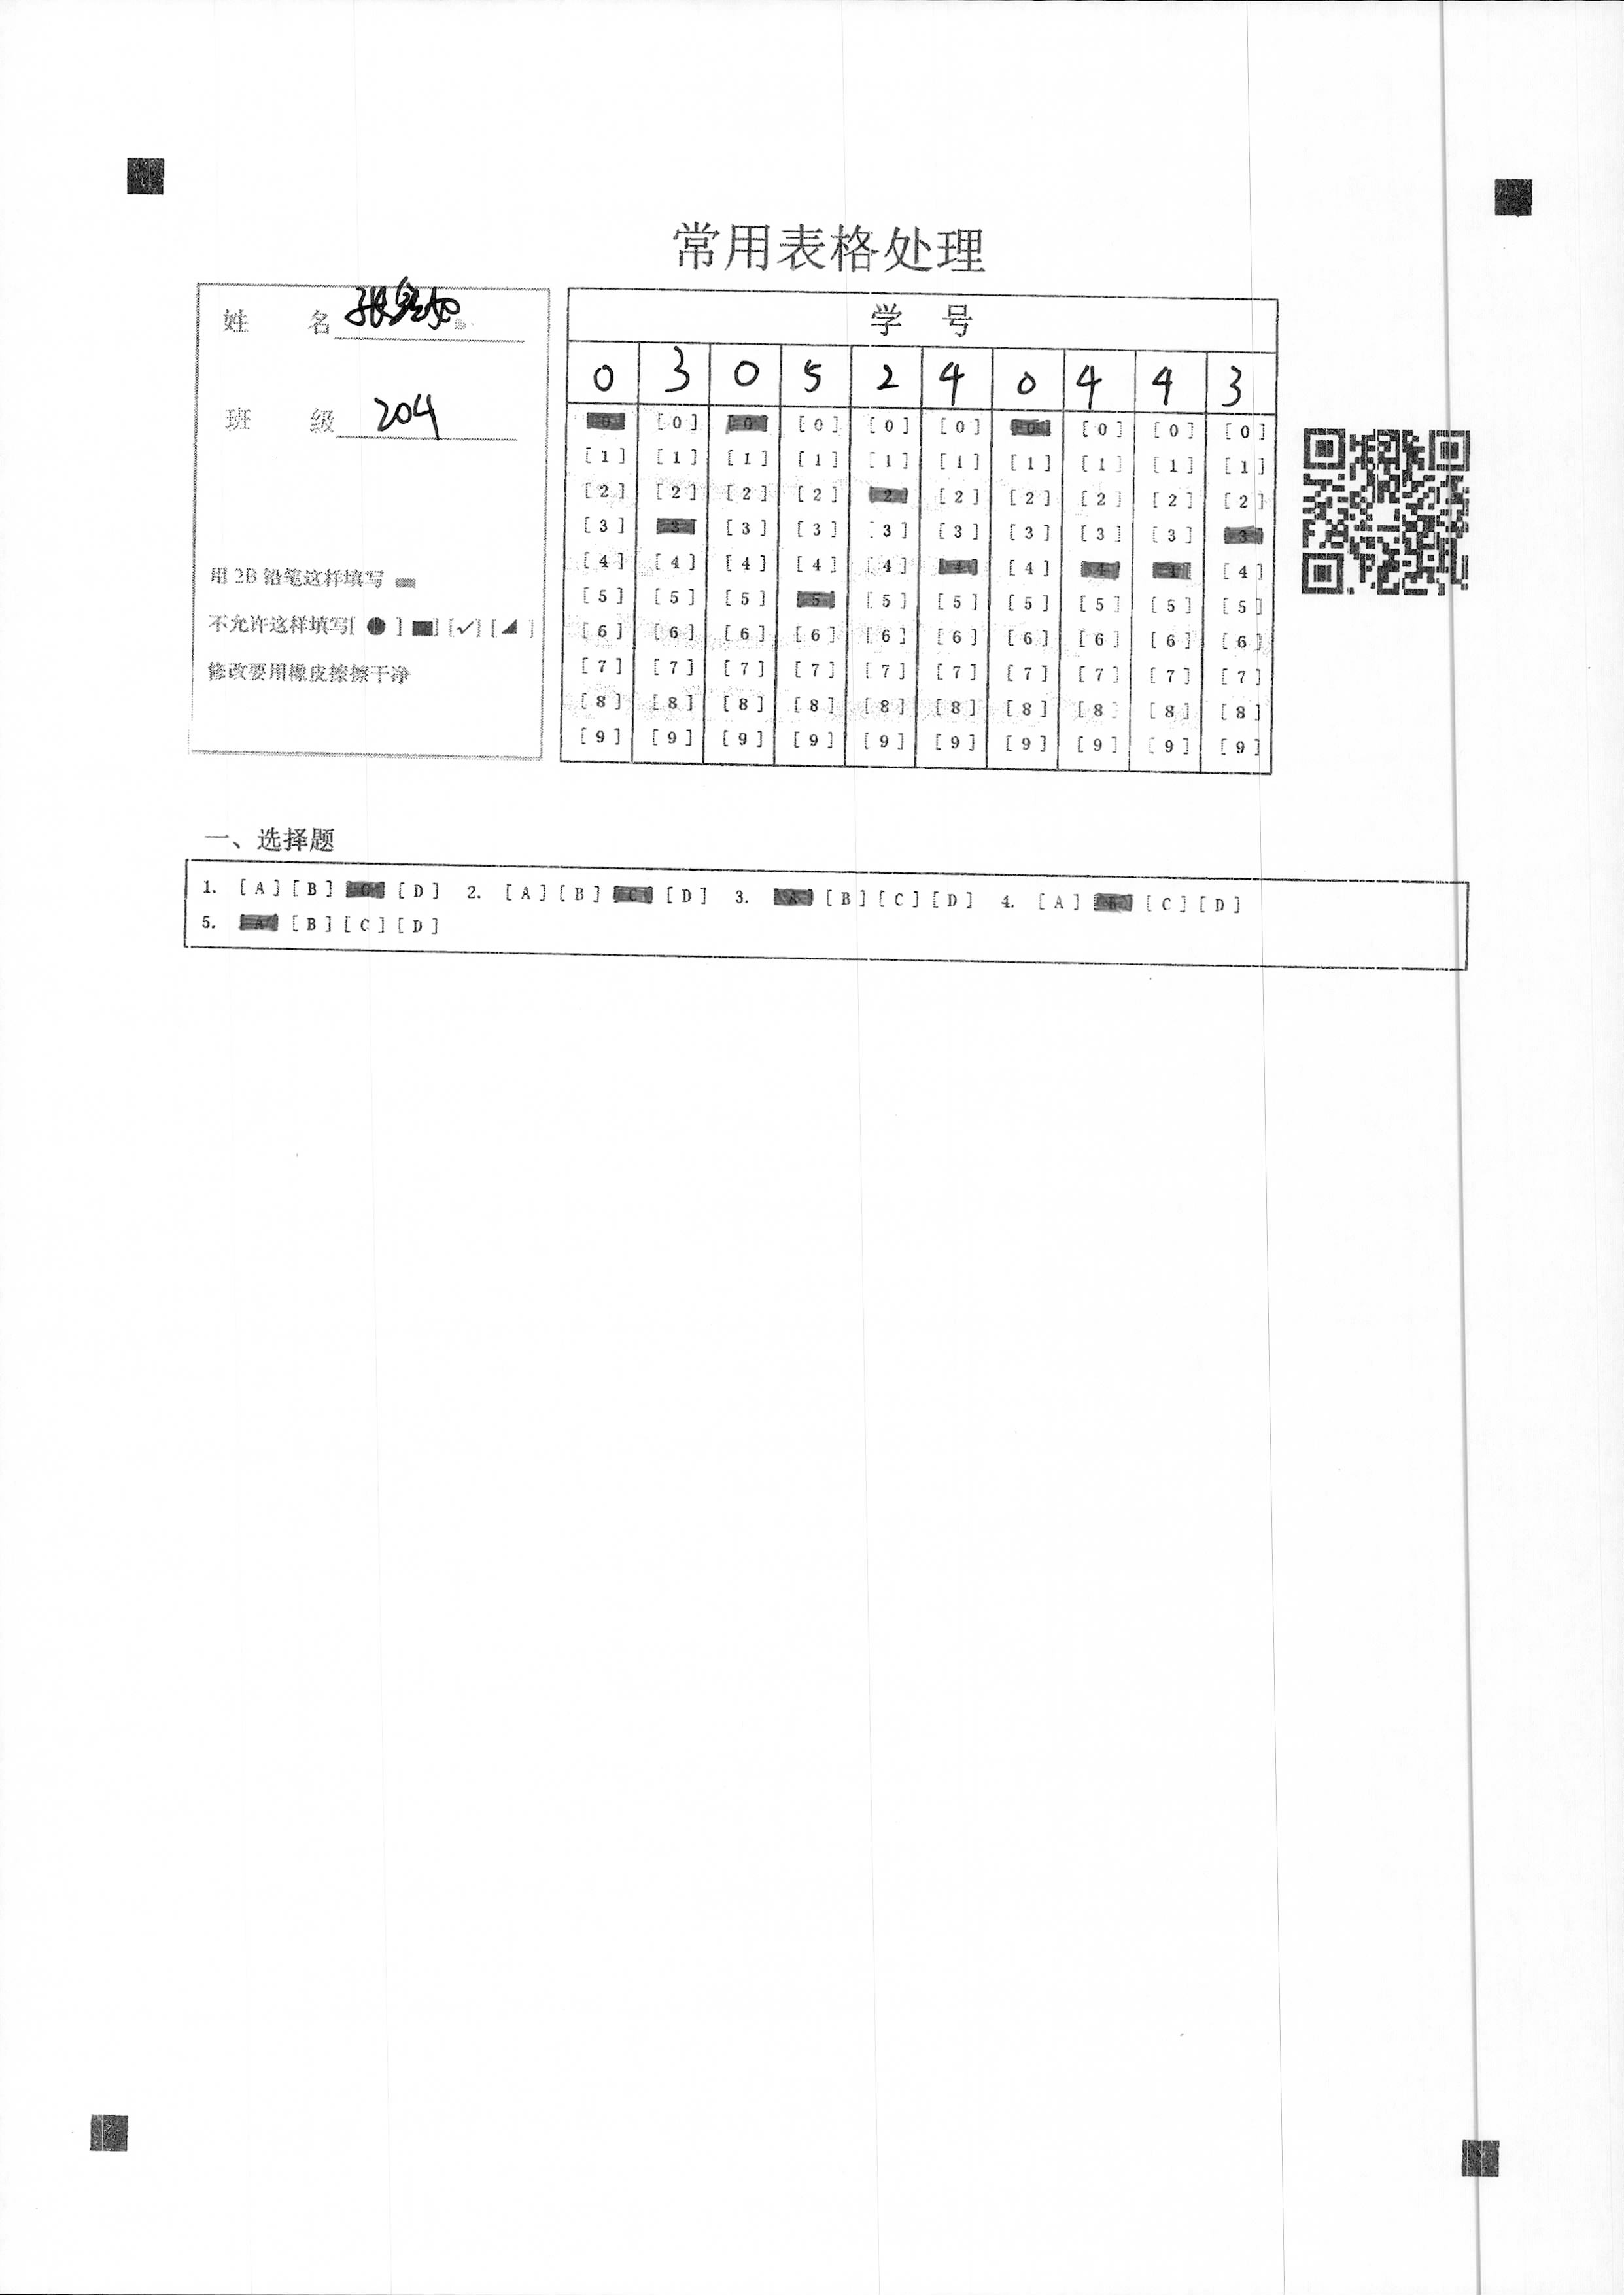 常用表格处理
姓 名
班 级 204
用 2B 铅笔这样填写
不允许这样填写[ ● ] [■] [✓] [◢ ]
修改要用橡皮擦擦干净
学 号
0 3 0 5 2 4 0 4 4 3
[0] [0] [0] [0] [0] [0] [0] [0] [0] [0]
[1] [1] [1] [1] [1] [1] [1] [1] [1] [1]
[2] [2] [2] [2] [2] [2] [2] [2] [2] [2]
[3] [3] [3] [3] [3] [3] [3] [3] [3] [3]
[4] [4] [4] [4] [4] [4] [4] [4] [4] [4]
[5] [5] [5] [5] [5] [5] [5] [5] [5] [5]
[6] [6] [6] [6] [6] [6] [6] [6] [6] [6]
[7] [7] [7] [7] [7] [7] [7] [7] [7] [7]
[8] [8] [8] [8] [8] [8] [8] [8] [8] [8]
[9] [9] [9] [9] [9] [9] [9] [9] [9] [9]
一、选择题
1. [A] [B] [C] [D] 2. [A] [B] [C] [D] 3. [A] [B] [C] [D] 4. [A] [B] [C] [D]
5. [A] [B] [C] [D]